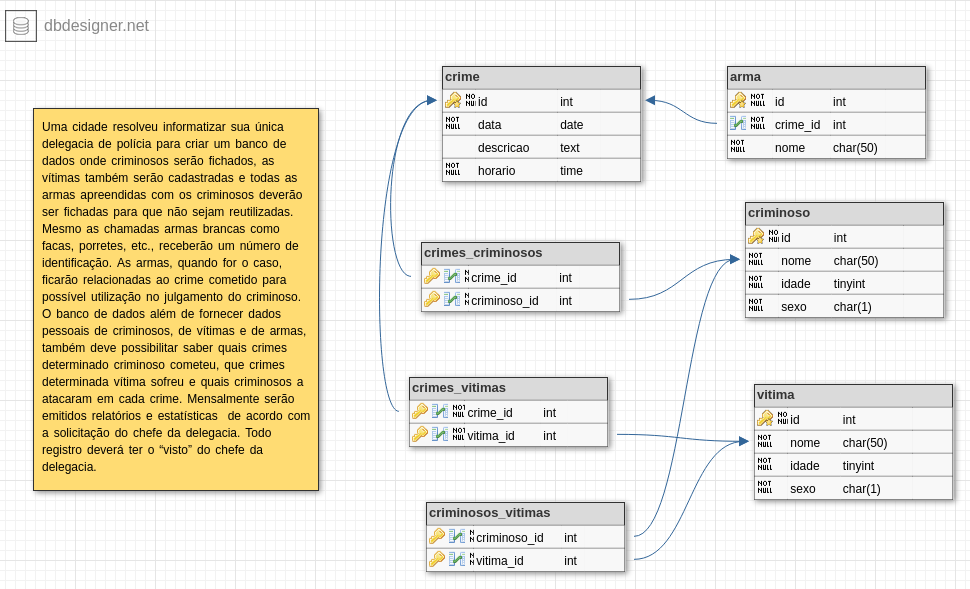 dbdesigner.net
Uma cidade resolveu informatizar sua única
delegacia de polícia para criar um banco de
dados onde criminosos serão fichados, as
vítimas também serão cadastradas e todas as
armas apreendidas com os criminosos deverão
ser fichadas para que não sejam reutilizadas.
Mesmo as chamadas armas brancas como
facas, porretes, etc., receberão um número de
identificação. As armas, quando for o caso,
ficarão relacionadas ao crime cometido para
possível utilização no julgamento do criminoso.
O banco de dados além de fornecer dados
pessoais de criminosos, de vítimas e de armas,
também deve possibilitar saber quais crimes
determinado criminoso cometeu, que crimes
determinada vítima sofreu e quais criminosos a
atacaram em cada crime. Mensalmente serão
emitidos relatórios e estatísticas de acordo com
a solicitação do chefe da delegacia. Todo
registro deverá ter o “visto” do chefe da
delegacia.
crime
NO NUL id int
NOT NULL data date
descricao text
NOT NULL horario time
arma
NOT NULL id int
NOT NULL crime_id int
NOT NULL nome char(50)
criminoso
NO NUL id int
NOT NULL nome char(50)
NOT NULL idade tinyint
NOT NULL sexo char(1)
crimes_criminosos
N N crime_id int
N N criminoso_id int
crimes_vitimas
NOT NUL crime_id int
NOT NUL vitima_id int
vitima
NO NUL id int
NOT NULL nome char(50)
NOT NULL idade tinyint
NOT NULL sexo char(1)
criminosos_vitimas
N N criminoso_id int
N N vitima_id int